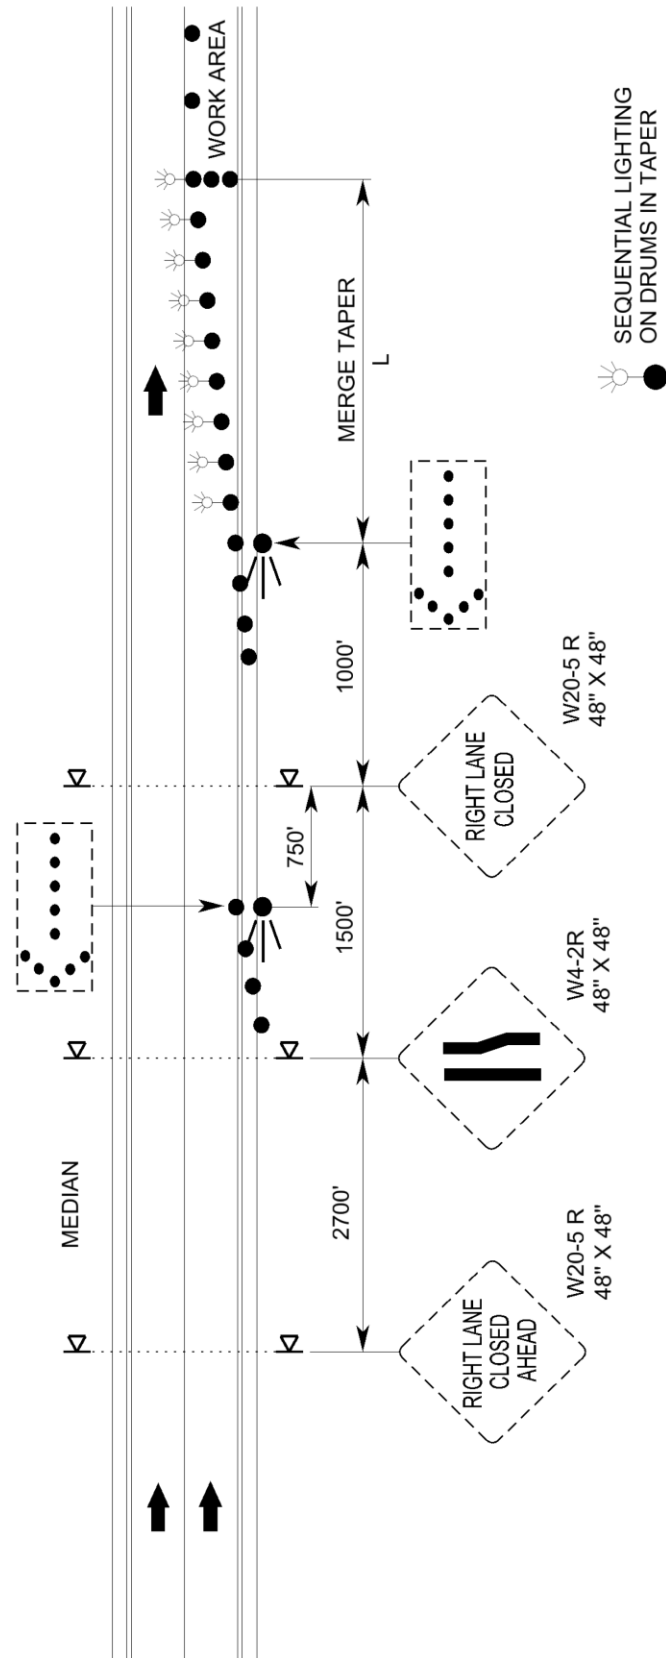 WORK AREA
MERGE TAPER
L
SEQUENTIAL LIGHTING
ON DRUMS IN TAPER
1000'
750'
1500'
2700'
MEDIAN
RIGHT LANE
CLOSED
W20-5 R
48" X 48"
W4-2R
48" X 48"
RIGHT LANE
CLOSED
AHEAD
W20-5 R
48" X 48"